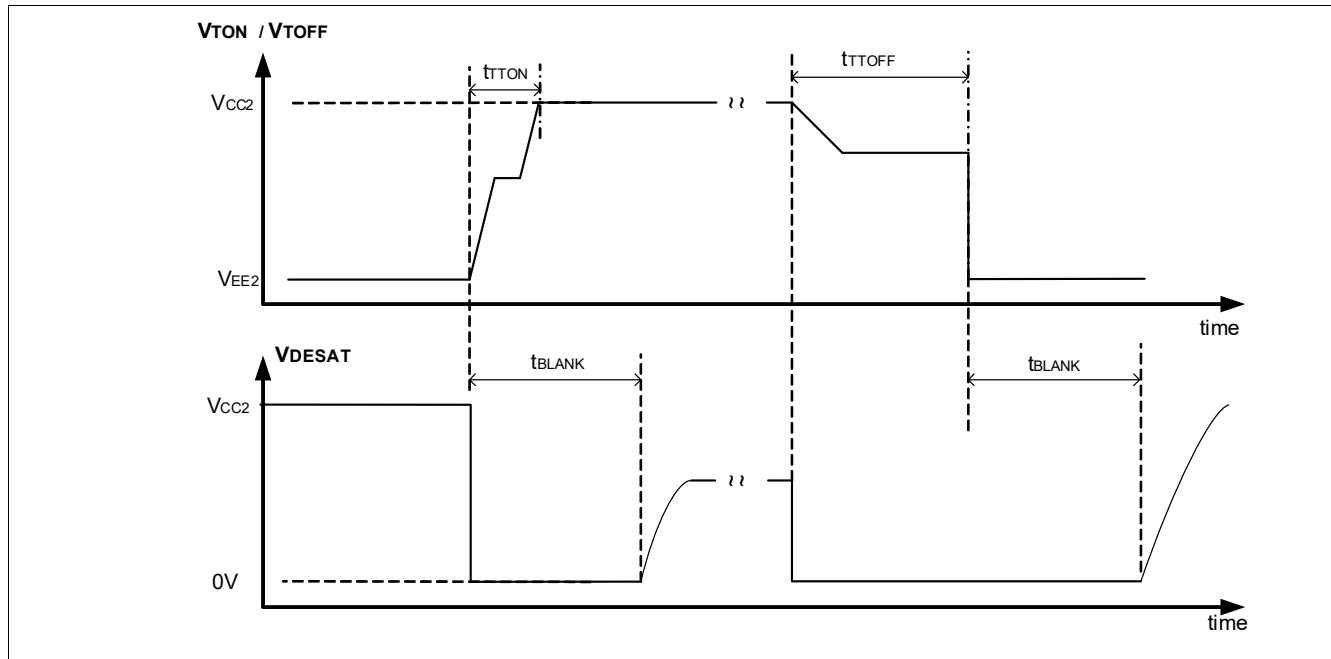 VTON / VTOFF
tTTON
tTTOFF
VCC2
VEE2
time
VDESAT
tBLANK
tBLANK
VCC2
0V
time